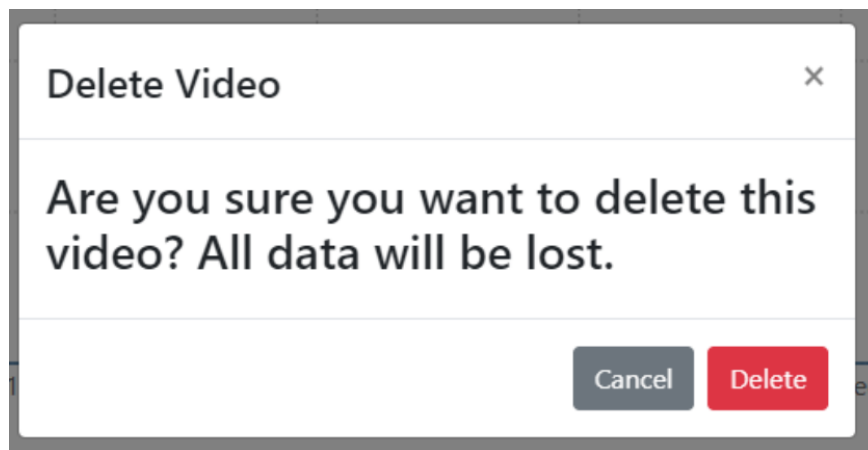 Delete Video ×
Are you sure you want to delete this
video? All data will be lost.
Cancel Delete